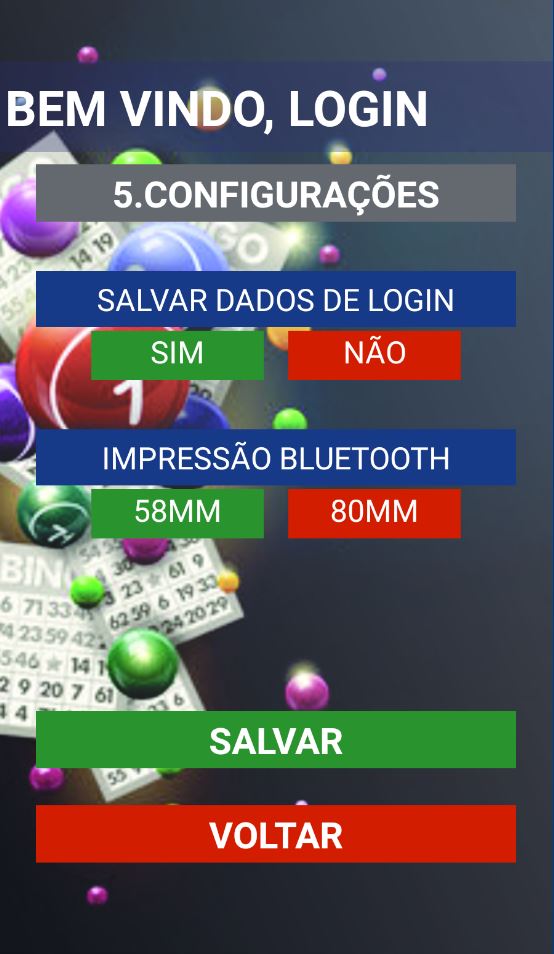 BEM VINDO, LOGIN
5.CONFIGURAÇÕES
SALVAR DADOS DE LOGIN
SIM
NÃO
IMPRESSÃO BLUETOOTH
58MM
80MM
SALVAR
VOLTAR